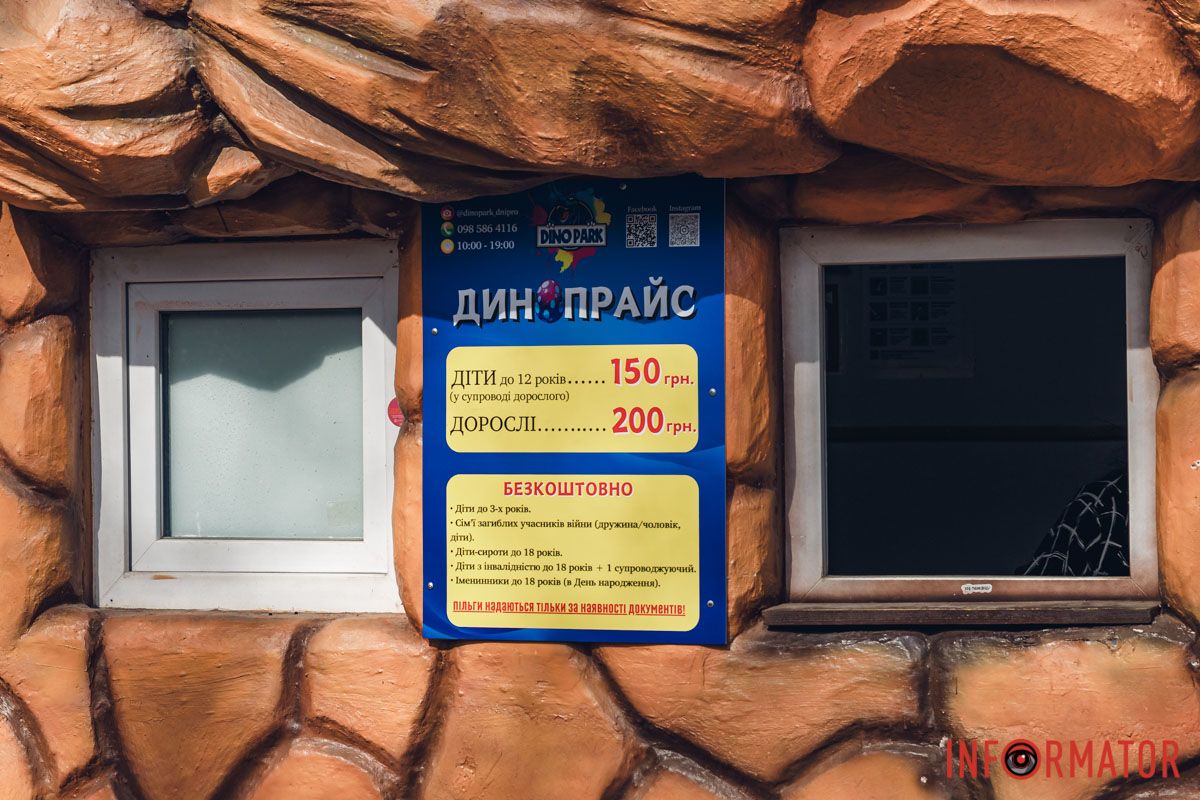 @dinopark_dnipro
098 586 4116
10:00 - 19:00
DINO PARK
Facebook Instagram
ДИНОПРАЙС
ДІТИ до 12 років...... 150 грн.
(у супроводі дорослого)
ДОРОСЛІ........... 200 грн.
БЕЗКОШТОВНО
· Діти до 3-х років.
· Сім'ї загиблих учасників війни (дружина/чоловік,
діти).
· Діти-сироти до 18 років.
· Діти з інвалідністю до 18 років + 1 супроводжуючий.
· Іменинники до 18 років (в День народження).
ПІЛЬГИ НАДАЮТЬСЯ ТІЛЬКИ ЗА НАЯВНОСТІ ДОКУМЕНТІВ!
INFORMATOR